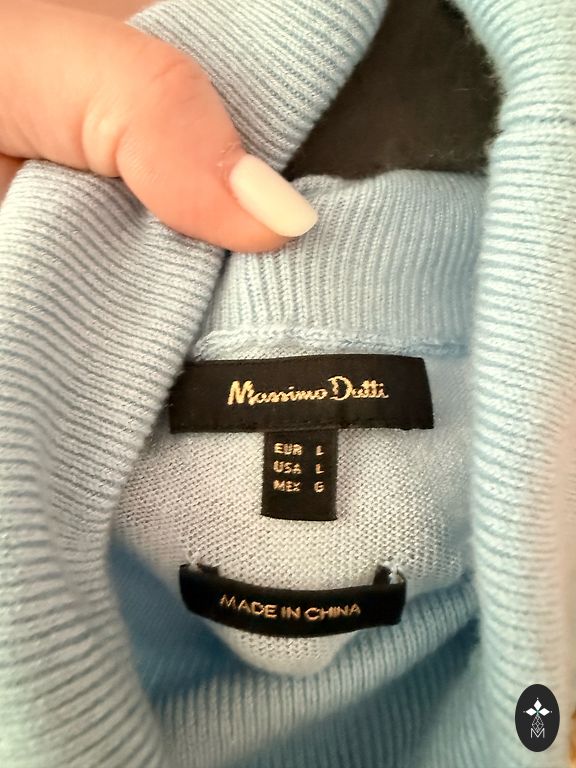 Massimo Dutti
EUR L
USA L
MEX G
MADE IN CHINA
M